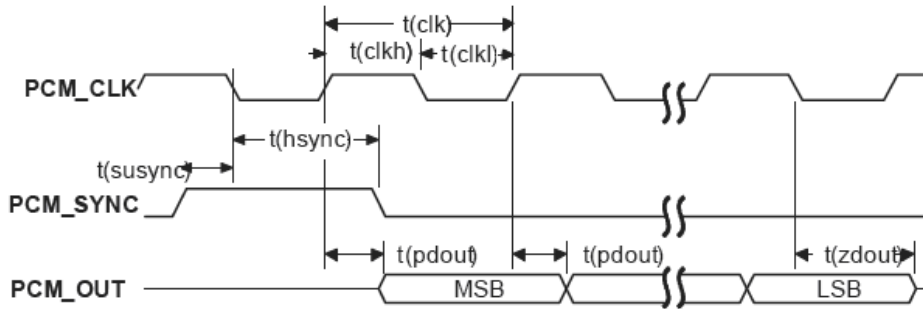 t(clk)
t(clkh) t(clkl)
PCM_CLK
t(hsync)
t(susync)
PCM_SYNC
t(pdout) t(pdout) t(zdout)
PCM_OUT MSB LSB